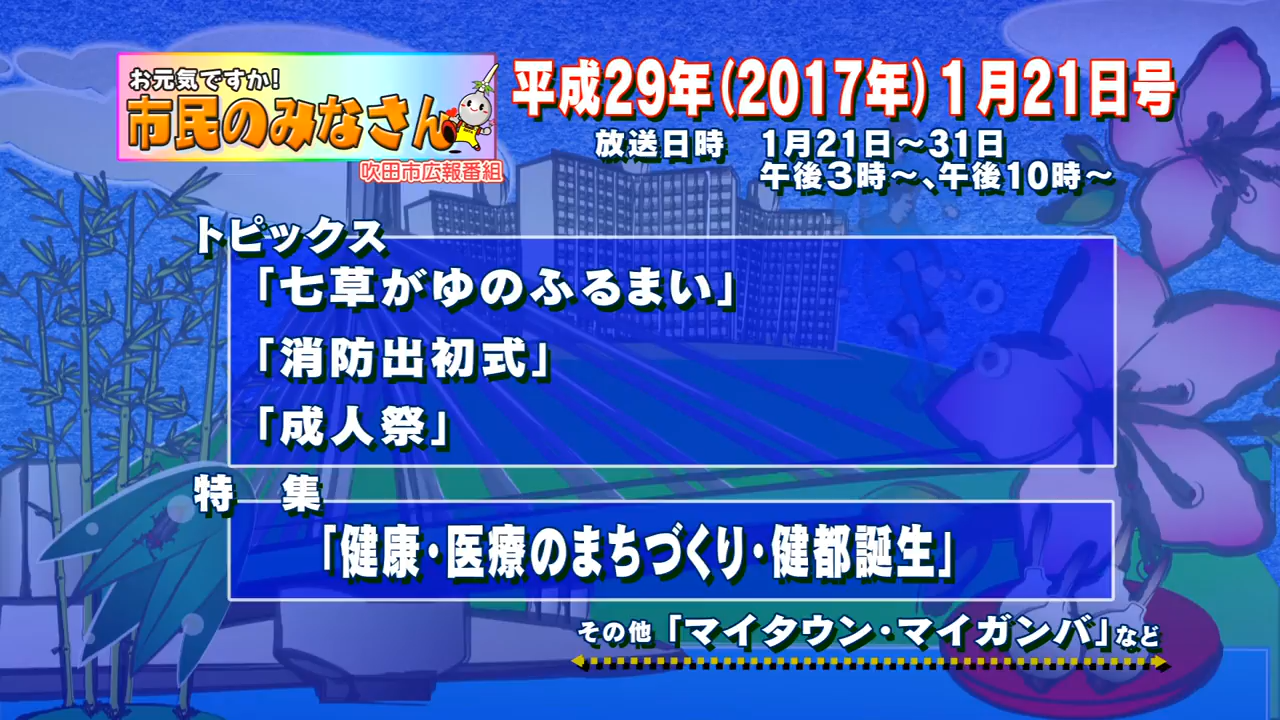 お元気ですか!
市民のみなさん
吹田市広報番組
平成29年(2017年)1月21日号
放送日時 1月21日～31日
午後3時～、午後10時～
トピックス
「七草がゆのふるまい」
「消防出初式」
「成人祭」
特 集
「健康・医療のまちづくり・健都誕生」
その他「マイタウン・マイガンバ」など